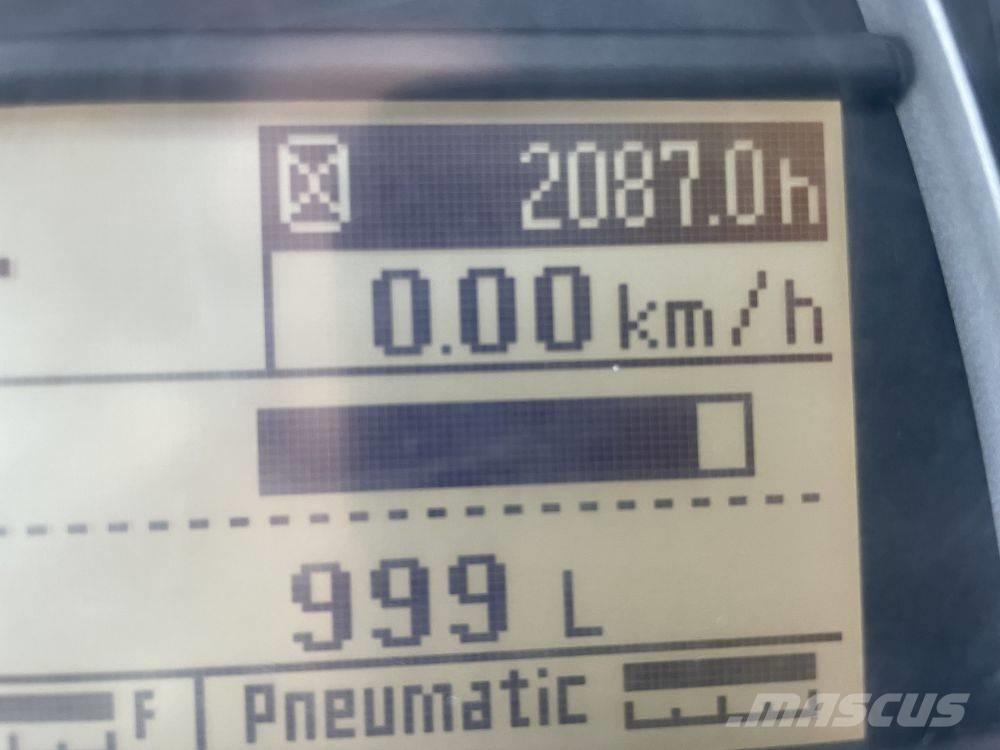 2087.0h
0.00 km/h
999 L
F Pneumatic
.MASCUS